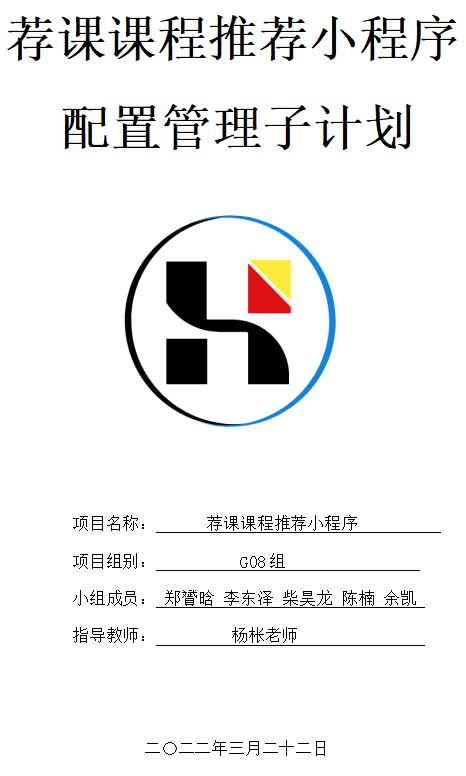 荐课课程推荐小程序
配置管理子计划
项目名称：荐课课程推荐小程序
项目组别：G08组
小组成员：郑骜晗 李东泽 柴昊龙 陈楠 余凯
指导教师：杨枨老师
二〇二二年三月二十二日